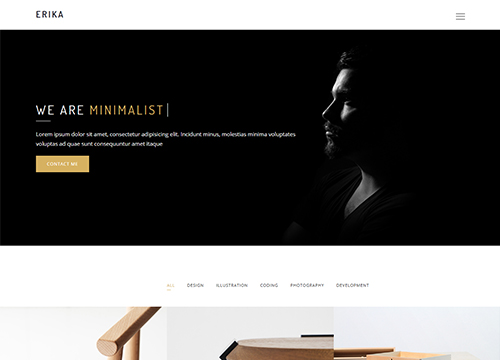 ERIKA
WE ARE MINIMALIST
Lorem ipsum dolor sit amet, consectetur adipisicing elit. Incidunt minus, molestias minima voluptates
voluptas ad quae sunt consequuntur amet itaque
CONTACT ME
ALL DESIGN ILLUSTRATION CODING PHOTOGRAPHY DEVELOPMENT